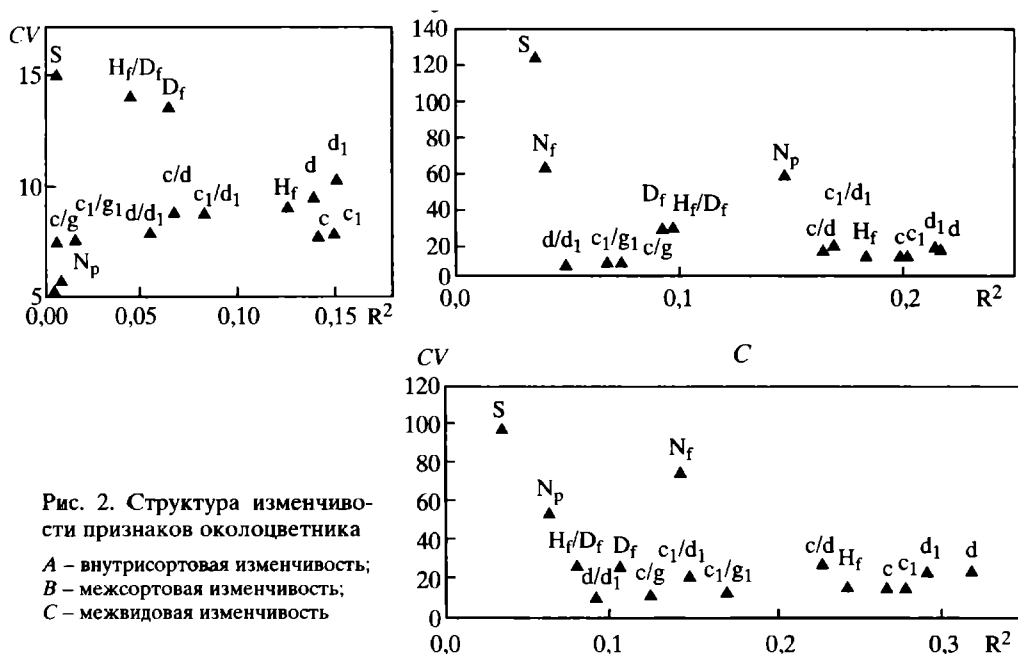 CV
S
H_f/D_f
D_f
15
d_1
d
c/d
c_1/d_1
H_f
10
c_1/g_1
d/d_1
c
c_1
c/g
N_p
5
0,00
0,05
0,10
0,15
R²
140
120
S
100
80
N_f
N_p
60
D_f
H_f/D_f
c_1/d_1
40
d/d_1
c_1/g_1
c/g
c/d
H_f
c
c_1
d_1
d
20
0
0,0
0,1
0,2
R²
CV
C
120
S
100
80
N_f
60
N_p
40
H_f/D_f
D_f
c_1/d_1
c/d
H_f
c
c_1
d_1
d
d/d_1
c/g
c_1/g_1
20
0
0,0
0,1
0,2
0,3
R²
Рис. 2. Структура изменчиво-
сти признаков околоцветника
A – внутрисортовая изменчивость;
B – межсортовая изменчивость;
C – межвидовая изменчивость